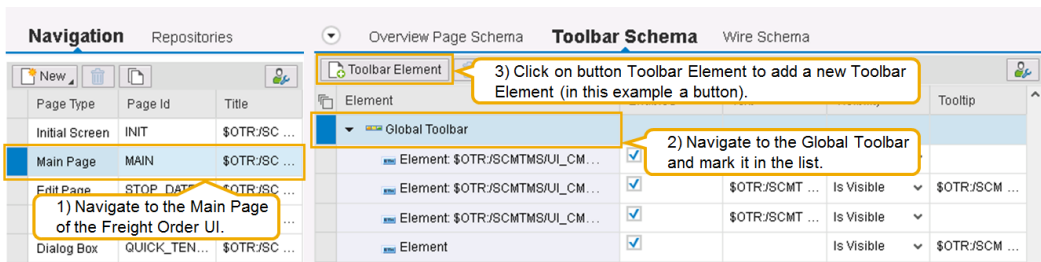 Navigation Repositories
New
Page Type Page Id Title
Initial Screen INIT $OTR:/SC ...
Main Page MAIN $OTR:/SC ...
Edit Page STOP_DAT $OTR:/SC ...
1) Navigate to the Main Page
of the Freight Order UI.
Dialog Box QUICK_TEN... $OTR:/SC ...
Overview Page Schema Toolbar Schema Wire Schema
Toolbar Element
3) Click on button Toolbar Element to add a new Toolbar
Element (in this example a button).
Element Tooltip
Global Toolbar
2) Navigate to the Global Toolbar
and mark it in the list.
Element: $OTR:/SCMTMS/UI_CM...
Element: $OTR:/SCMTMS/UI_CM... $OTR:/SCMT ... Is Visible $OTR:/SCM ...
Element: $OTR:/SCMTMS/UI_CM... $OTR:/SCMT ... Is Visible
Element Is Visible $OTR:/SCM ...